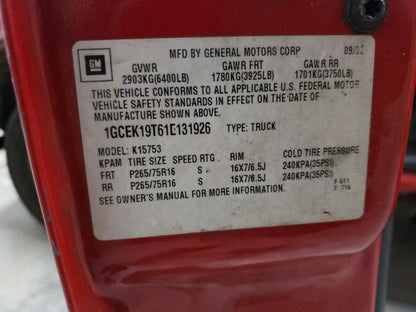 MFD BY GENERAL MOTORS CORP
GM GVWR GAWR FRT GAWR RR
2903KG(6400LB) 1780KG(3925LB) 1701KG(3750LB)
THIS VEHICLE CONFORMS TO ALL APPLICABLE U.S. FEDERAL MOTOR
VEHICLE SAFETY STANDARDS IN EFFECT ON THE DATE OF
MANUFACTURE SHOWN ABOVE.
1GCEK19T61E131926 TYPE: TRUCK
MODEL: K15753
KPAM TIRE SIZE SPEED RTG RIM COLD TIRE PRESSURE
FRT P265/75R16 S 16X7/6.5J 240KPA(35PSI)
RR P265/75R16 S 16X7/6.5J 240KPA(35PSI)
SEE OWNER'S MANUAL FOR MORE INFORMATION.